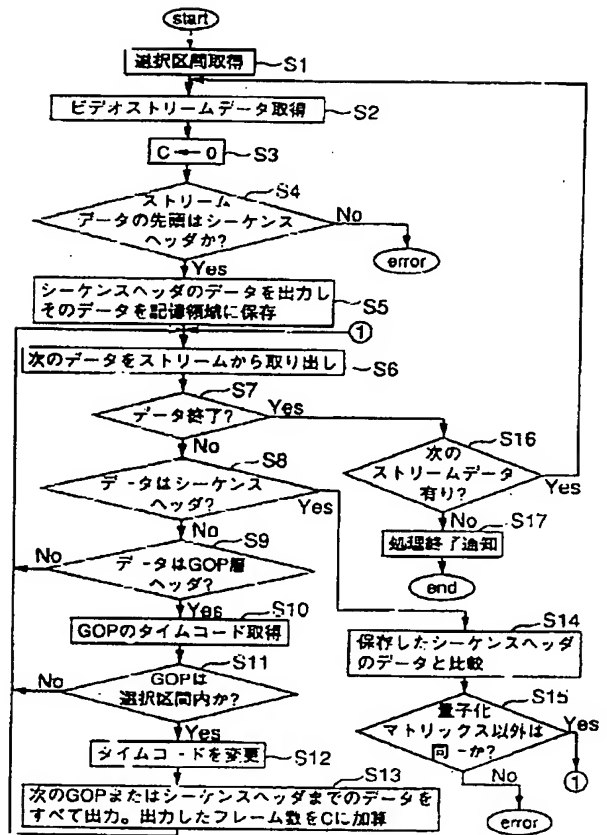 start
選択区間取得
S1
ビデオストリームデータ取得
S2
C ← 0
S3
S4
ストリーム
データの先頭はシーケンス
ヘッダか?
No
error
Yes
シーケンスヘッダのデータを出力し
そのデータを記憶領域に保存
S5
①
次のデータをストリームから取り出し
S6
S7
データ終了?
Yes
No
S16
次の
ストリームデータ
有り?
Yes
No
S17
処理終了通知
end
S8
データはシーケンス
ヘッダ?
Yes
No
S9
データはGOP層
ヘッダ?
No
Yes
S10
GOPのタイムコード取得
S11
GOPは
選択区間内か?
No
Yes
タイムコードを変更
S12
S13
次のGOPまたはシーケンスヘッダまでのデータを
すべて出力。出力したフレーム数をCに加算
S14
保存したシーケンスヘッダ
のデータと比較
S15
量子化
マトリックス以外は
同一か?
Yes
①
No
error